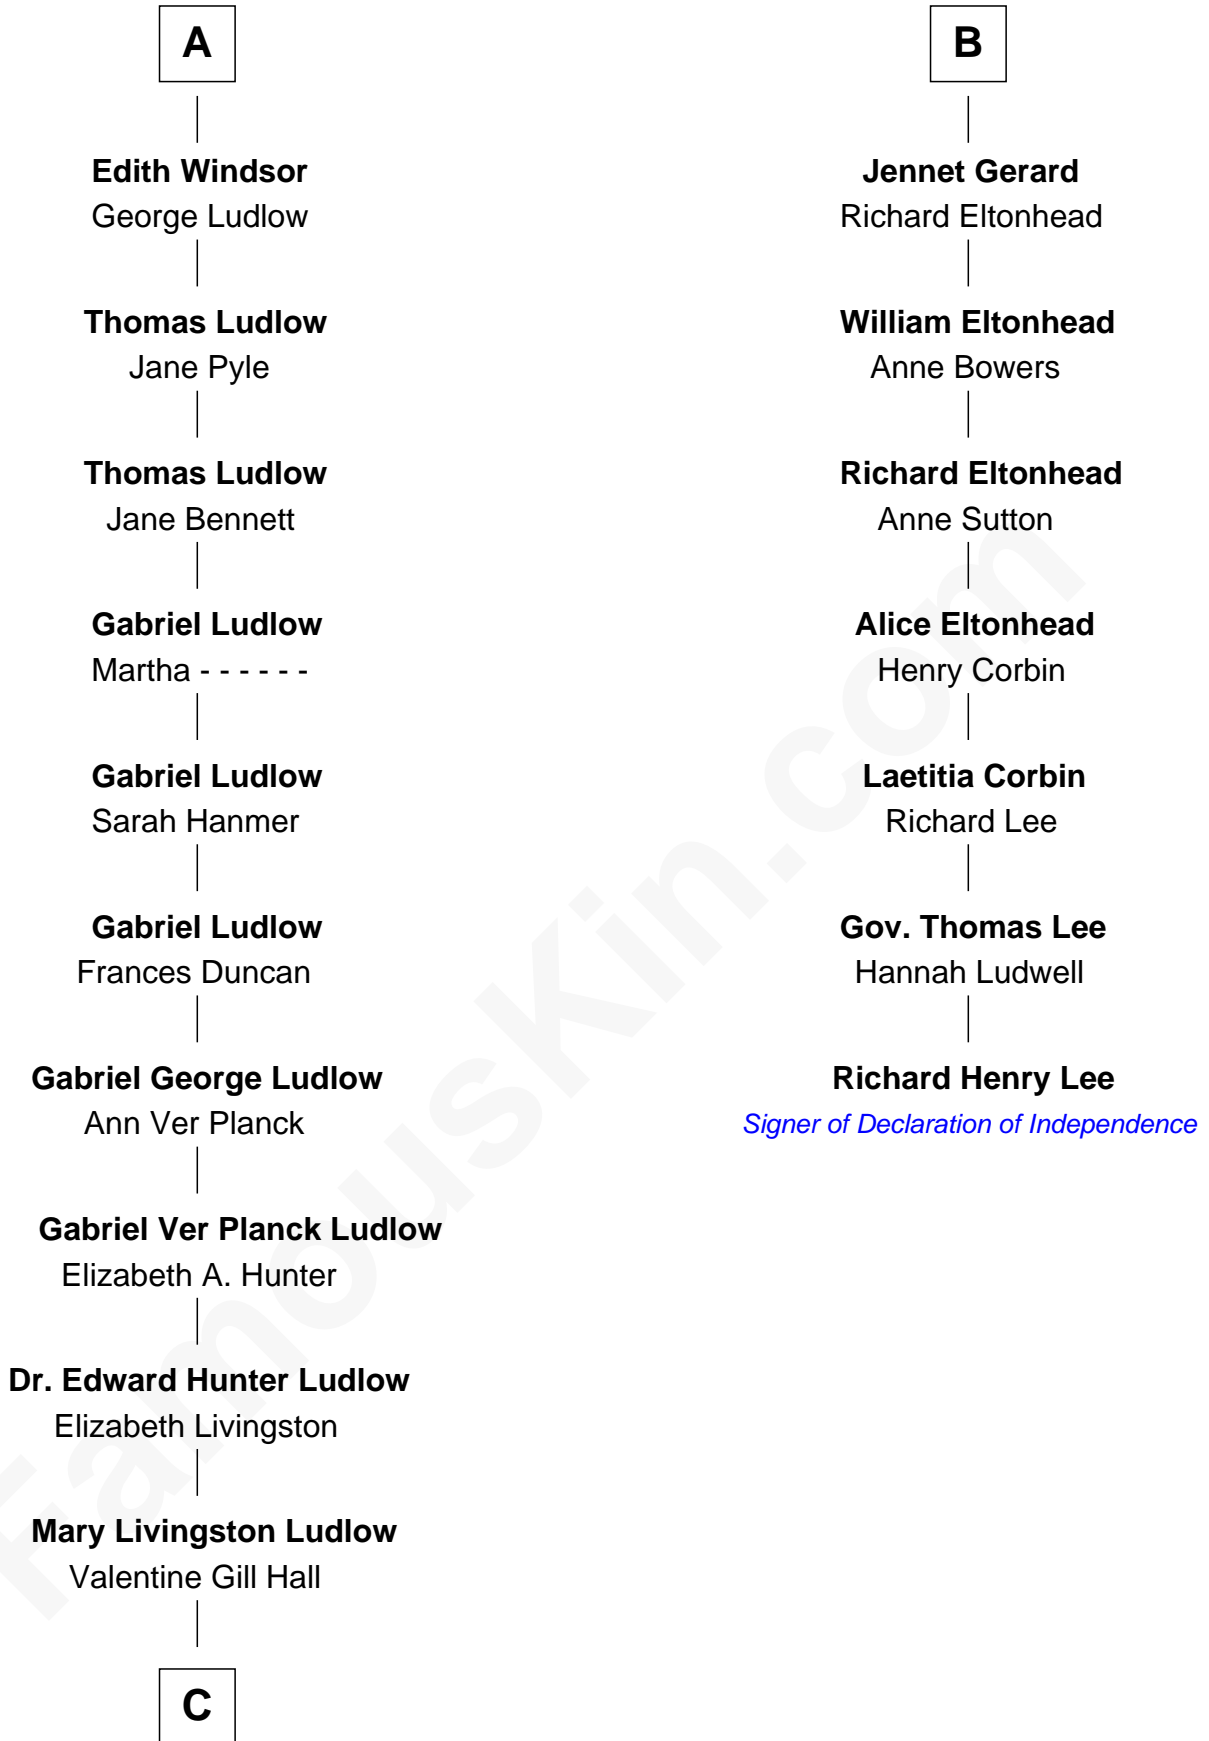 A
Edith Windsor
George Ludlow
Thomas Ludlow
Jane Pyle
Thomas Ludlow
Jane Bennett
Gabriel Ludlow
Martha - - - - - -
Gabriel Ludlow
Sarah Hanmer
Gabriel Ludlow
Frances Duncan
Gabriel George Ludlow
Ann Ver Planck
Gabriel Ver Planck Ludlow
Elizabeth A. Hunter
Dr. Edward Hunter Ludlow
Elizabeth Livingston
Mary Livingston Ludlow
Valentine Gill Hall
C
B
Jennet Gerard
Richard Eltonhead
William Eltonhead
Anne Bowers
Richard Eltonhead
Anne Sutton
Alice Eltonhead
Henry Corbin
Laetitia Corbin
Richard Lee
Gov. Thomas Lee
Hannah Ludwell
Richard Henry Lee
Signer of Declaration of Independence
FamousKin.com